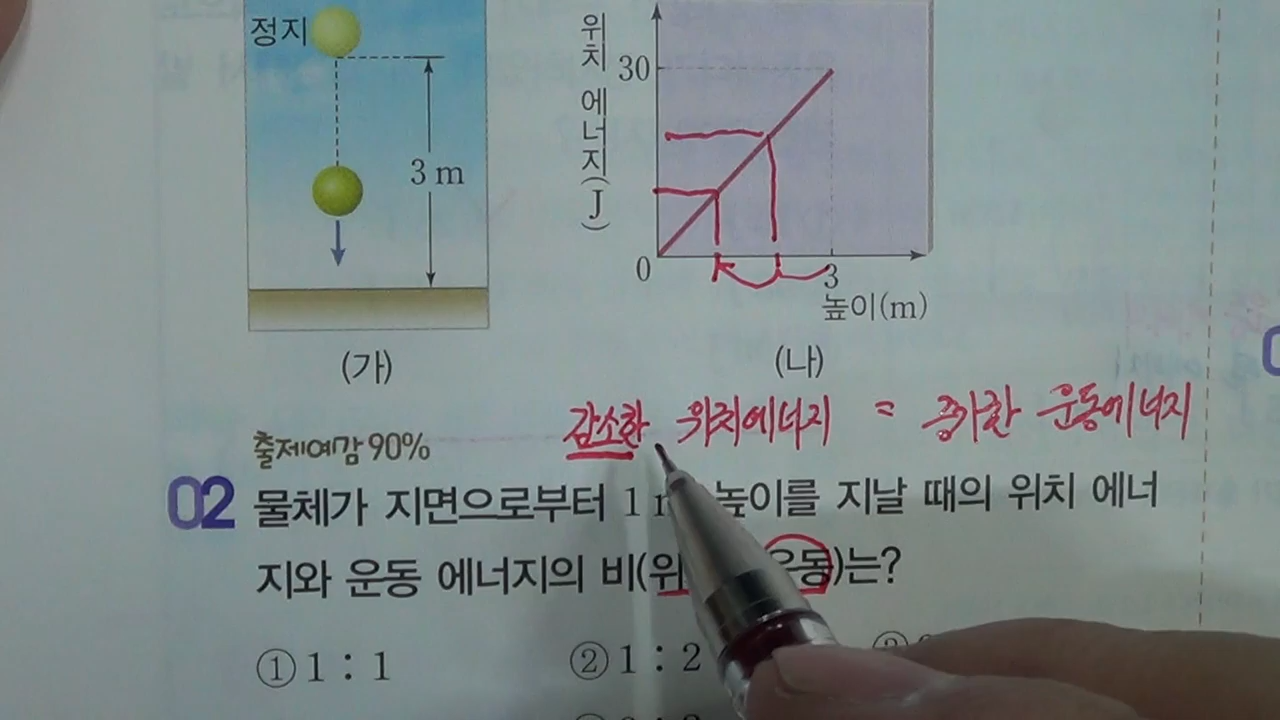 정지
3 m
위치 에너지(J)
30
0
3
높이(m)
(가)
(나)
감소한 위치에너지 = 증가한 운동에너지
출제예감 90%
02 물체가 지면으로부터 1 높이를 지날 때의 위치 에너
지와 운동 에너지의 비(위 운동)는?
① 1 : 1
② 1 : 2
③